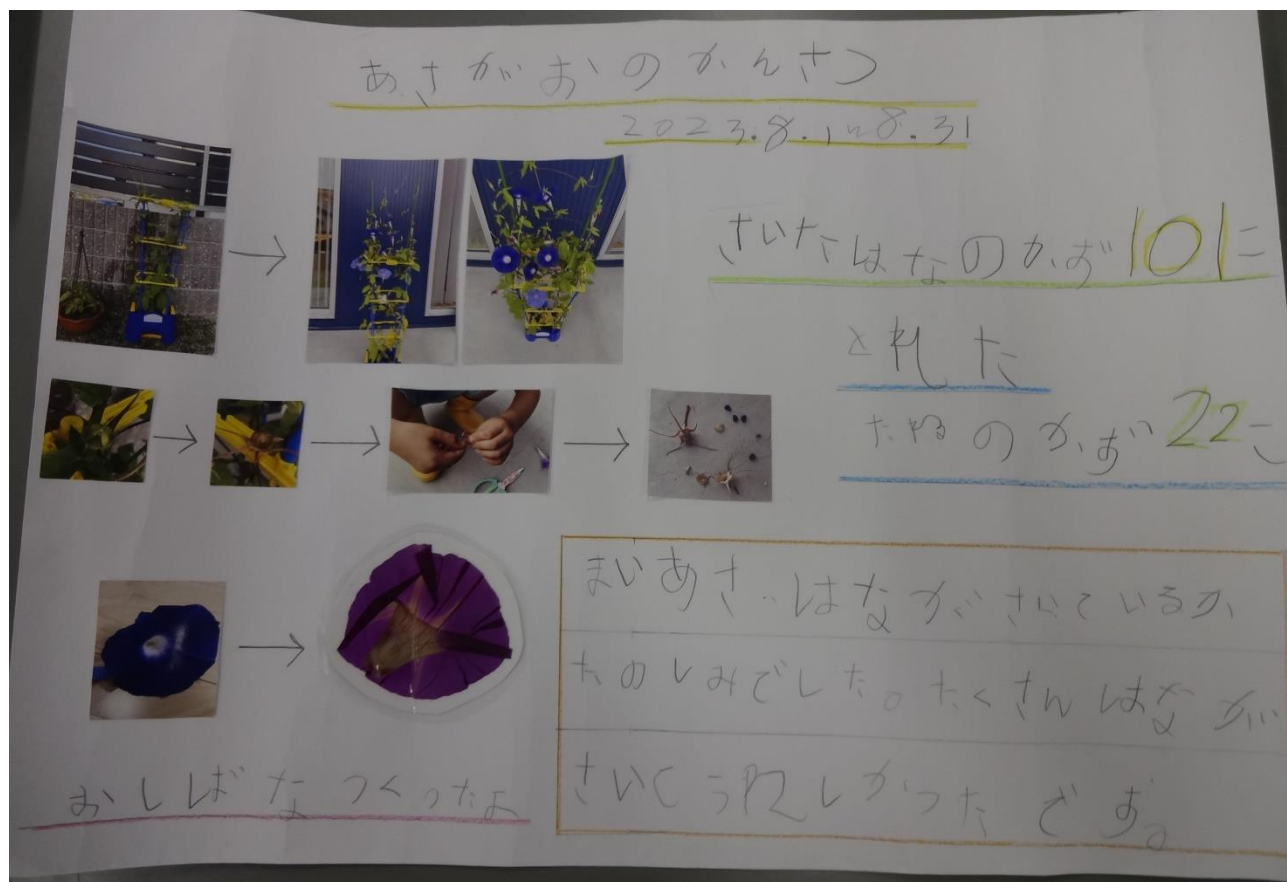 あさがおのかんさつ
2023.8.1~8.31
さいたはなのかず101こ
とれた
たねのかず22こ
まいあさ、はながさいているか
たのしみでした。たくさんはなが
さいてうれしかったです。
おしばなつくったよ